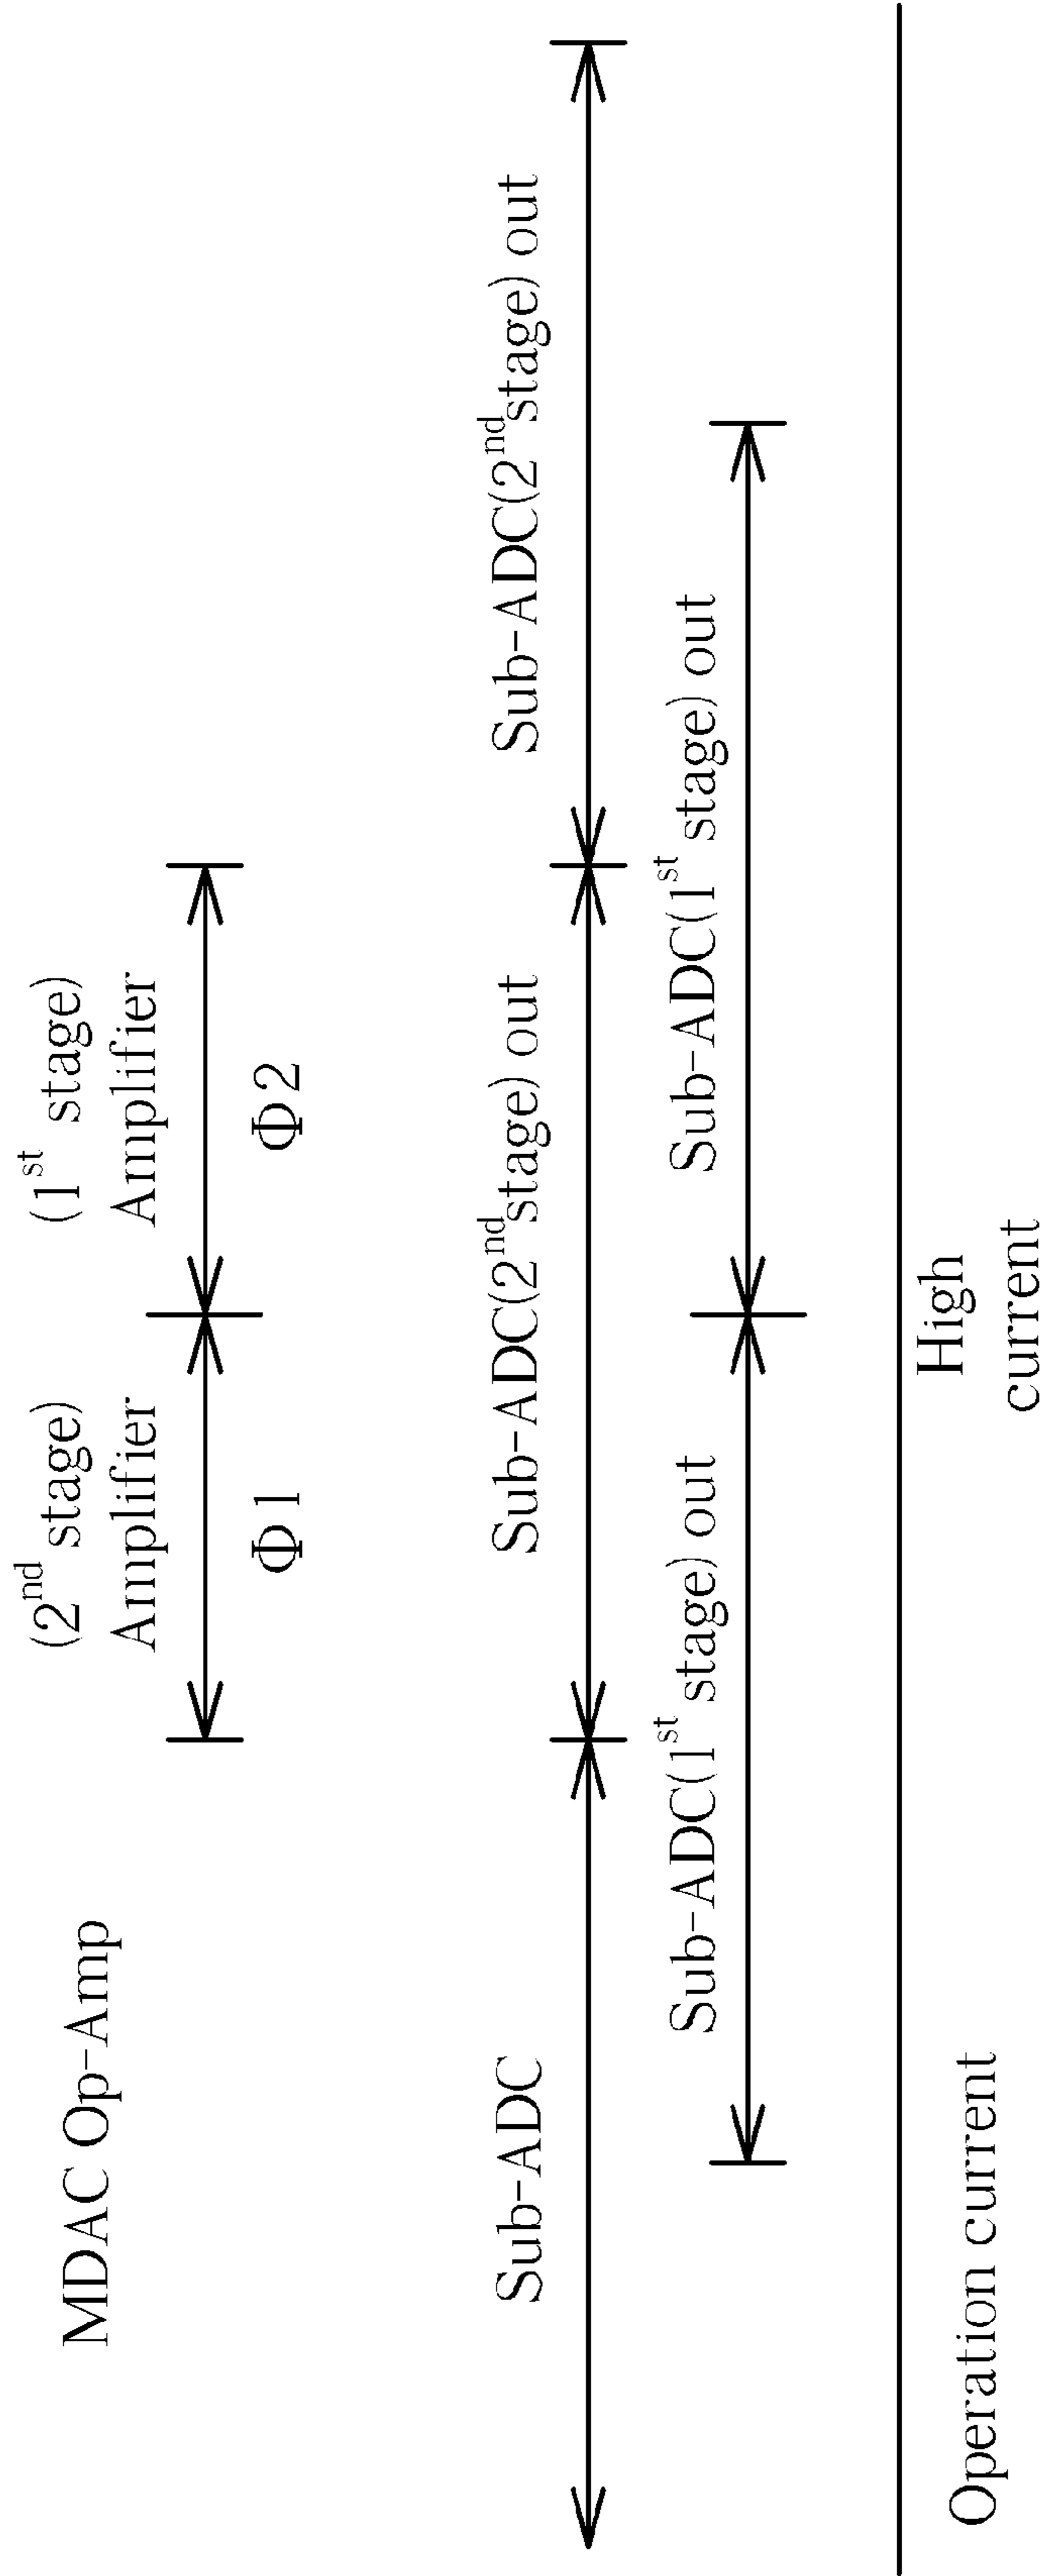 MDAC Op-Amp
(2nd stage)
Amplifier
(1st stage)
Amplifier
Φ1
Φ2
Sub-ADC
Sub-ADC(2nd stage) out
Sub-ADC(2nd stage) out
Sub-ADC(1st stage) out
Sub-ADC(1st stage) out
Operation current
High
current